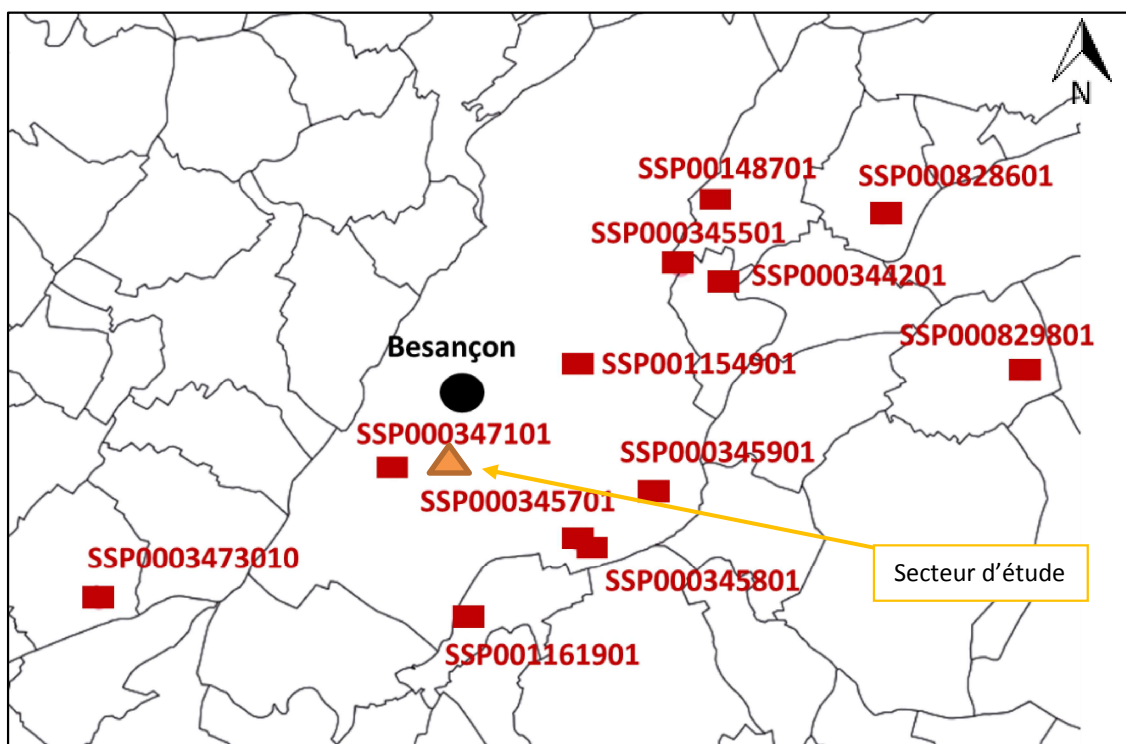 N
SSP00148701
SSP000828601
SSP000345501
SSP000344201
SSP000829801
Besançon
SSP001154901
SSP000347101
SSP000345901
SSP000345701
SSP0003473010
Secteur d'étude
SSP000345801
SSP001161901